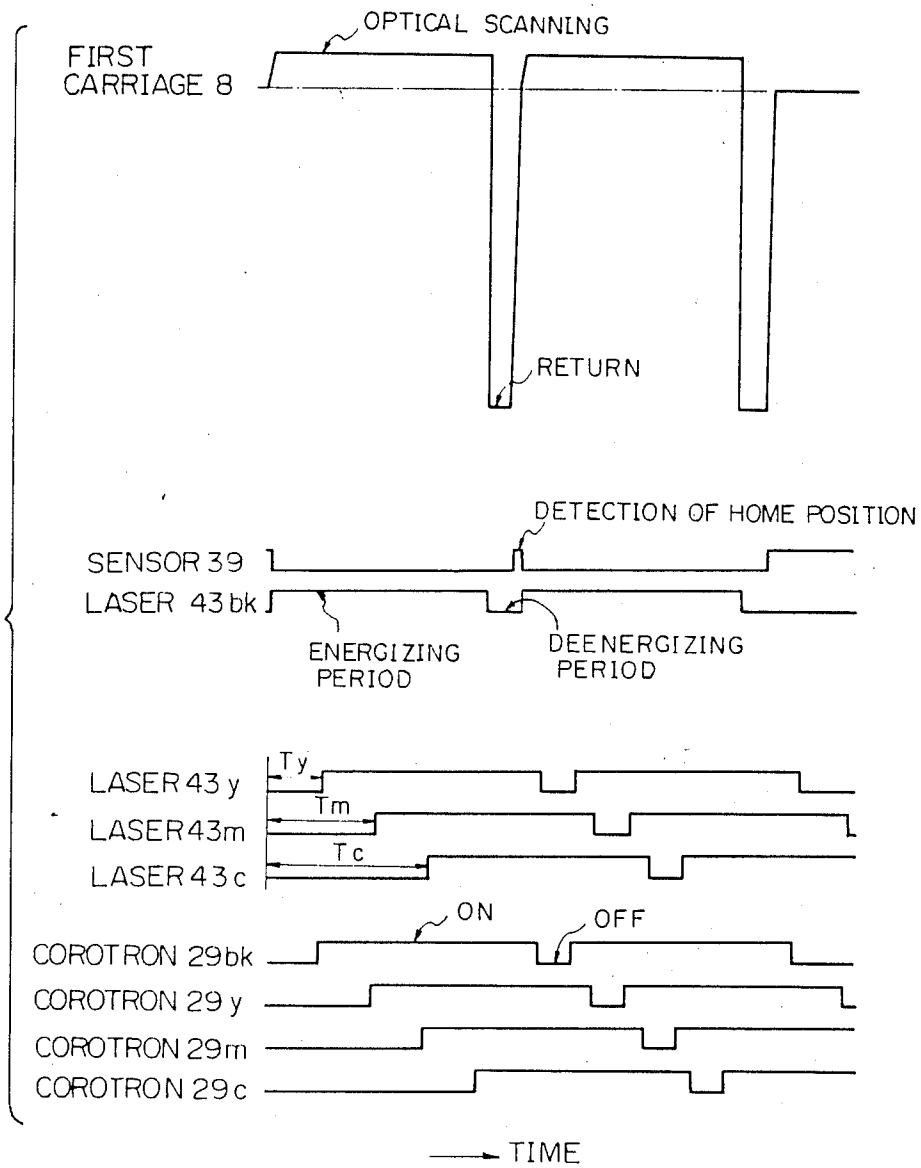 OPTICAL SCANNING
FIRST
CARRIAGE 8
RETURN
DETECTION OF HOME POSITION
SENSOR 39
LASER 43bk
ENERGIZING
PERIOD
DEENERGIZING
PERIOD
Ty
LASER 43y
Tm
LASER 43m
Tc
LASER 43c
ON
OFF
COROTRON 29bk
COROTRON 29y
COROTRON 29m
COROTRON 29c
TIME